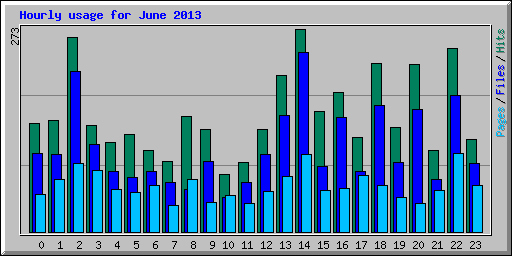 Hourly usage for June 2013
273
Pages / Files / Hits
0 1 2 3 4 5 6 7 8 9 10 11 12 13 14 15 16 17 18 19 20 21 22 23